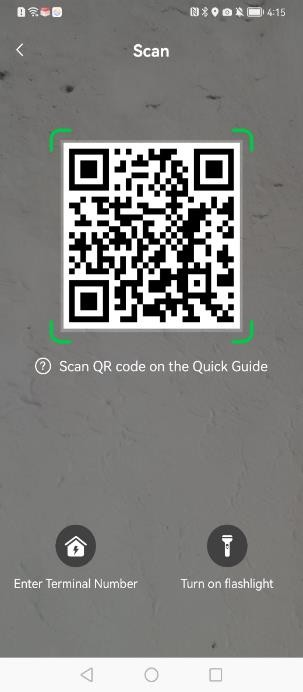 4:15
Scan
Scan QR code on the Quick Guide
Enter Terminal Number
Turn on flashlight